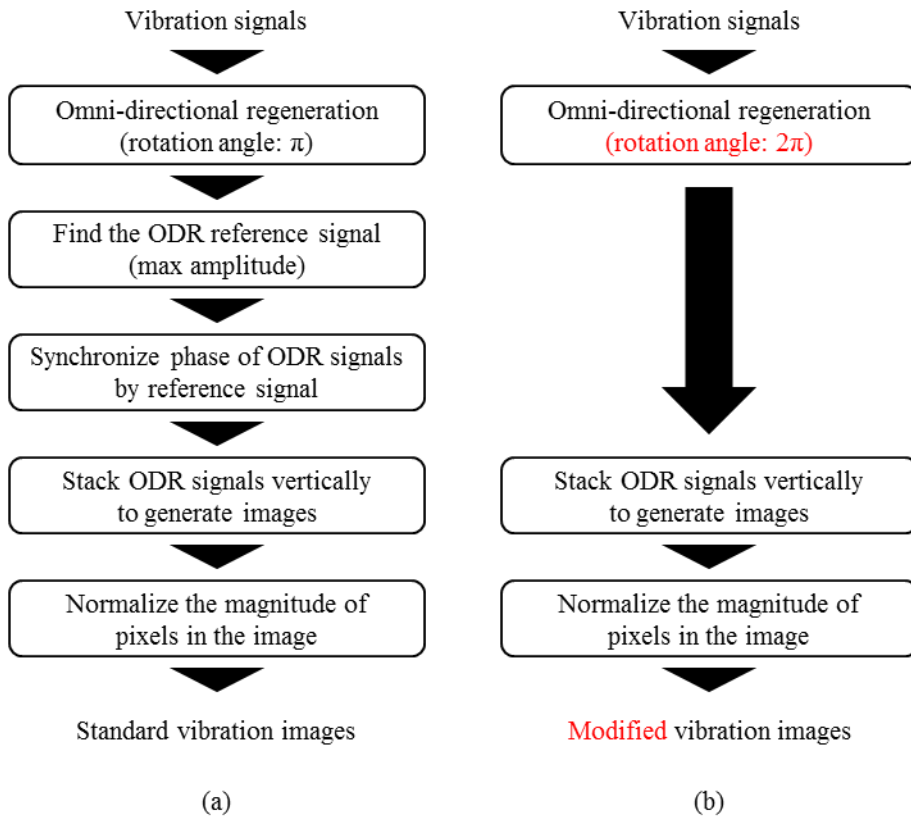 Vibration signals
Omni-directional regeneration
(rotation angle: π)
Find the ODR reference signal
(max amplitude)
Synchronize phase of ODR signals
by reference signal
Stack ODR signals vertically
to generate images
Normalize the magnitude of
pixels in the image
Standard vibration images
(a)
Vibration signals
Omni-directional regeneration
(rotation angle: 2π)
Stack ODR signals vertically
to generate images
Normalize the magnitude of
pixels in the image
Modified vibration images
(b)